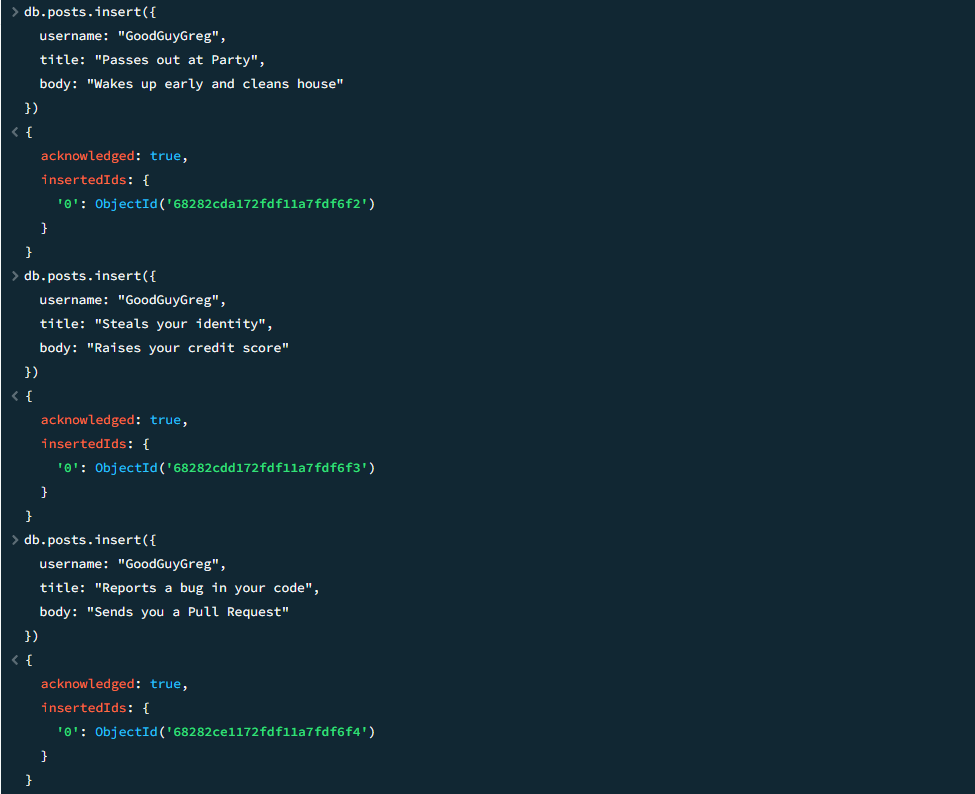 > db.posts.insert({
username: "GoodGuyGreg",
title: "Passes out at Party",
body: "Wakes up early and cleans house"
})
< {
acknowledged: true,
insertedIds: {
'0': ObjectId('68282cda172fdf11a7fdf6f2')
}
}
> db.posts.insert({
username: "GoodGuyGreg",
title: "Steals your identity",
body: "Raises your credit score"
})
< {
acknowledged: true,
insertedIds: {
'0': ObjectId('68282cdd172fdf11a7fdf6f3')
}
}
> db.posts.insert({
username: "GoodGuyGreg",
title: "Reports a bug in your code",
body: "Sends you a Pull Request"
})
< {
acknowledged: true,
insertedIds: {
'0': ObjectId('68282ce1172fdf11a7fdf6f4')
}
}